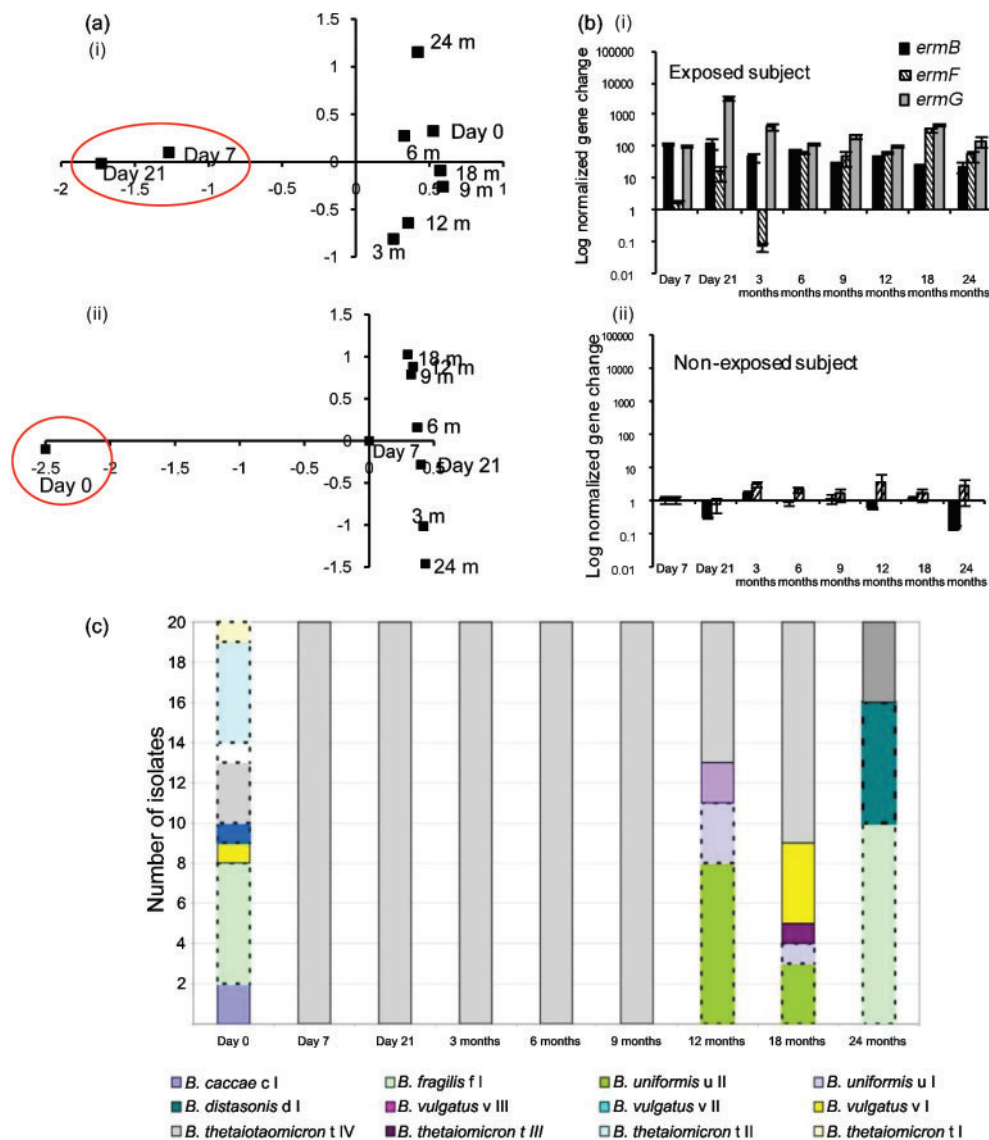 (a)
(i)
1.5
1
0.5
0
-0.5
-1
-2
-1.5
-1
-0.5
0
0.5
1
24 m
Day 0
6 m
18 m
9 m
12 m
3 m
Day 7
Day 21
(b) (i)
Log normalized gene change
100000
10000
1000
100
10
1
0.1
0.01
Exposed subject
ermB
ermF
ermG
Day 7 Day 21 3 6 9 12 18 24
months months months months months months
(ii)
1.5
1
0.5
0
-0.5
-1
-1.5
-2.5
-2
-1.5
-1
-0.5
0
0.5
18 m
12 m
9 m
6 m
Day 7
Day 21
3 m
24 m
Day 0
(ii)
Log normalized gene change
100000
10000
1000
100
10
1
0.1
0.01
Non-exposed subject
Day 7 Day 21 3 6 9 12 18 24
months months months months months months
(c)
Number of isolates
20
18
16
14
12
10
8
6
4
2
Day 0 Day 7 Day 21 3 months 6 months 9 months 12 months 18 months 24 months
B. caccae c I B. fragilis f I B. uniformis u II B. uniformis u I
B. distasonis d I B. vulgatus v III B. vulgatus v II B. vulgatus v I
B. thetaiotaomicron t IV B. thetaiomicron t III B. thetaiomicron t II B. thetaiomicron t I